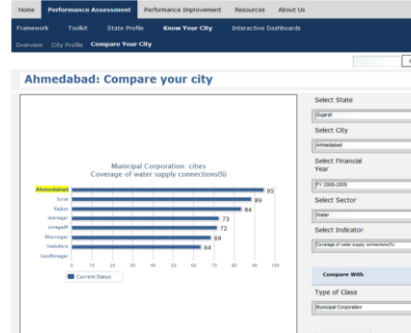 Home Performance Assessment Performance Improvement Resources About Us
Framework Toolkit State Profile Know Your City Interactive Dashboards
Overview City Profile Compare Your City
Ahmedabad: Compare your city
Municipal Corporation: cities
Coverage of water supply connections(%)
Ahmedabad 95
Surat 89
Rajkot 84
Jamnagar 73
Junagadh 72
Bhavnagar 69
Vadodara 64
Gandhinagar
0 10 20 30 40 50 60 70 80 90 100
Current Status
Select State
Gujarat
Select City
Ahmedabad
Select Financial
Year
FY 2008-2009
Select Sector
Water
Select Indicator
Coverage of water supply connections(%)
Compare With
Type of Class
Municipal Corporation